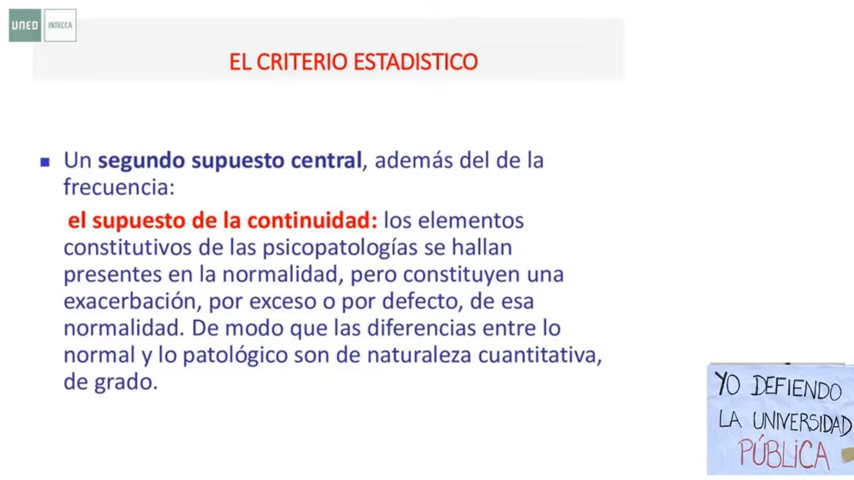 UNED
INTECCA
EL CRITERIO ESTADISTICO
Un segundo supuesto central, además del de la
frecuencia:
el supuesto de la continuidad: los elementos
constitutivos de las psicopatologías se hallan
presentes en la normalidad, pero constituyen una
exacerbación, por exceso o por defecto, de esa
normalidad. De modo que las diferencias entre lo
normal y lo patológico son de naturaleza cuantitativa,
de grado.
YO DEFIENDO
LA UNIVERSIDAD
PÚBLICA